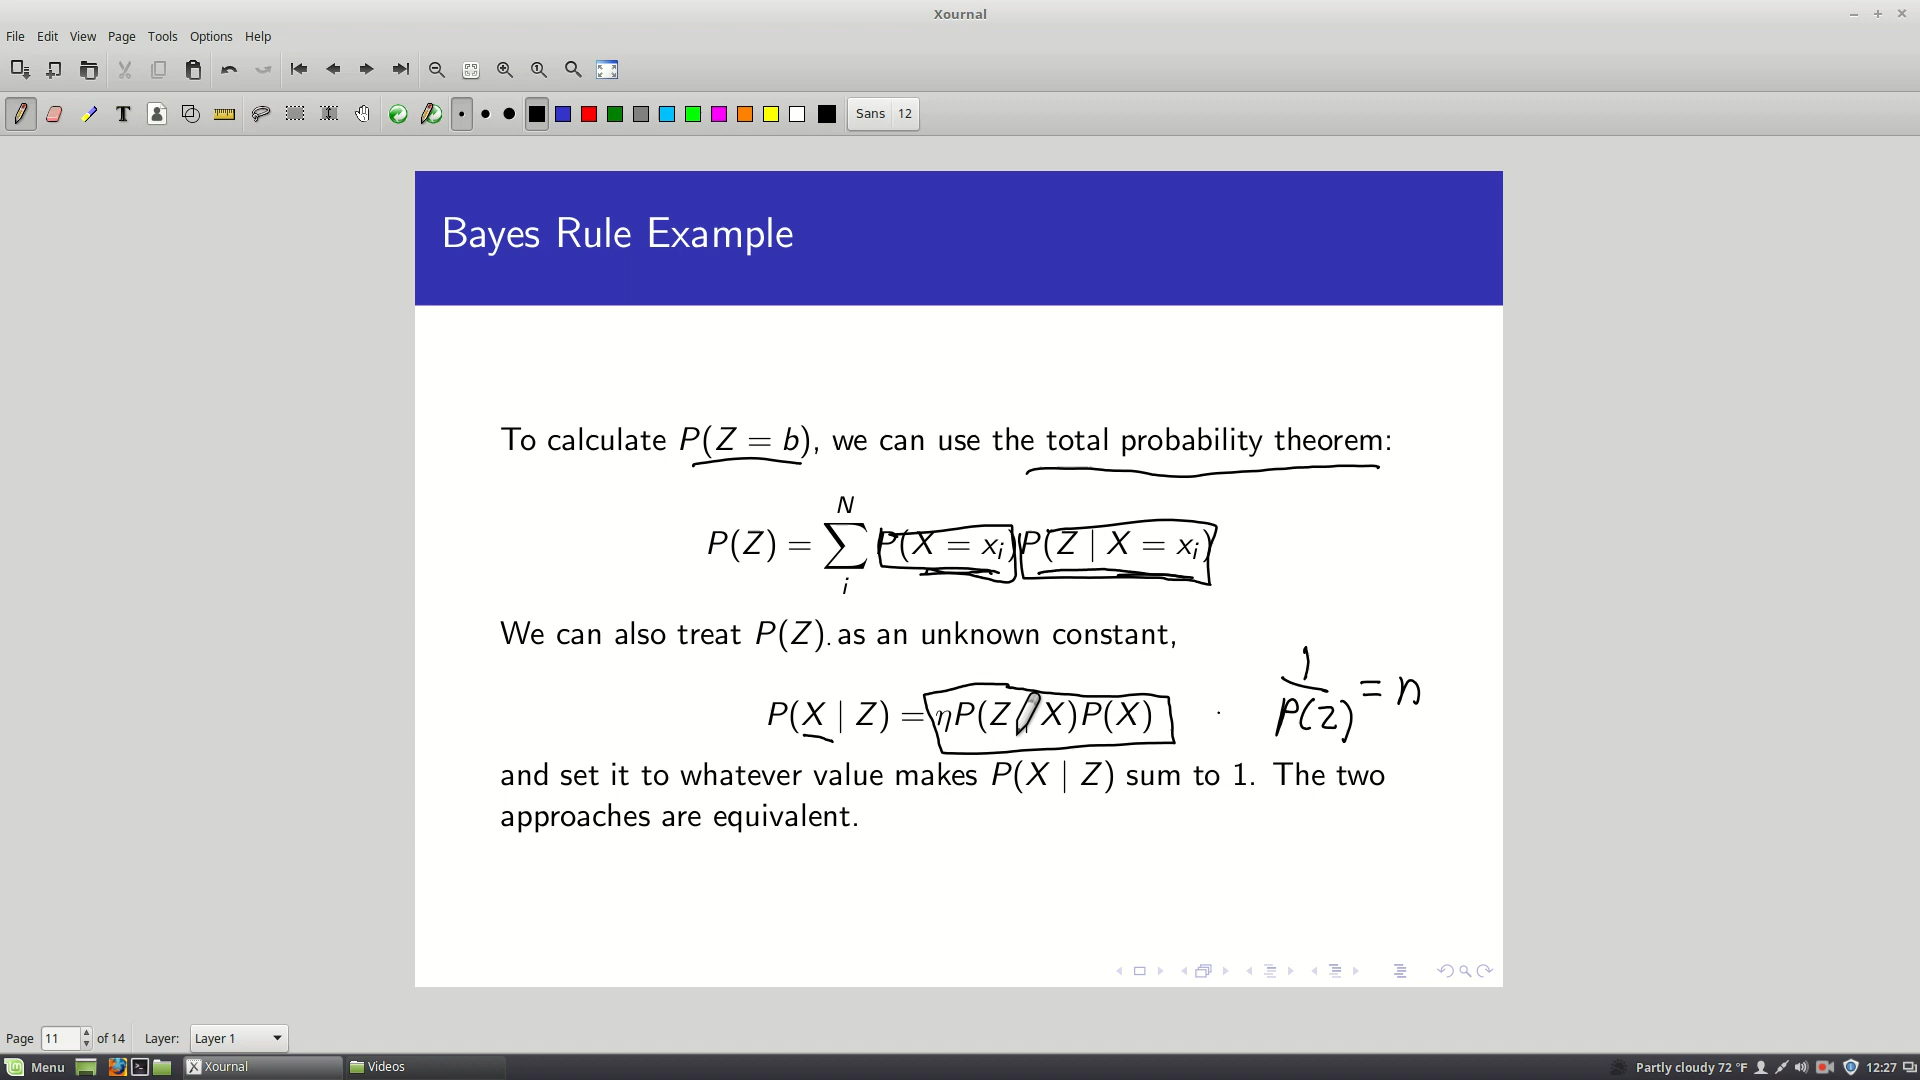 Xournal
File Edit View Page Tools Options Help
T Sans 12
Bayes Rule Example
To calculate P(Z = b), we can use the total probability theorem:
N
P(Z) = ∑ P(X = xᵢ)P(Z | X = xᵢ)
i
We can also treat P(Z) as an unknown constant,
1
P(X | Z) = ηP(Z | X)P(X) P(Z) = n
and set it to whatever value makes P(X | Z) sum to 1. The two
approaches are equivalent.
Page 11 of 14 Layer: Layer 1
Menu Xournal Videos Partly cloudy 72 °F 12:27